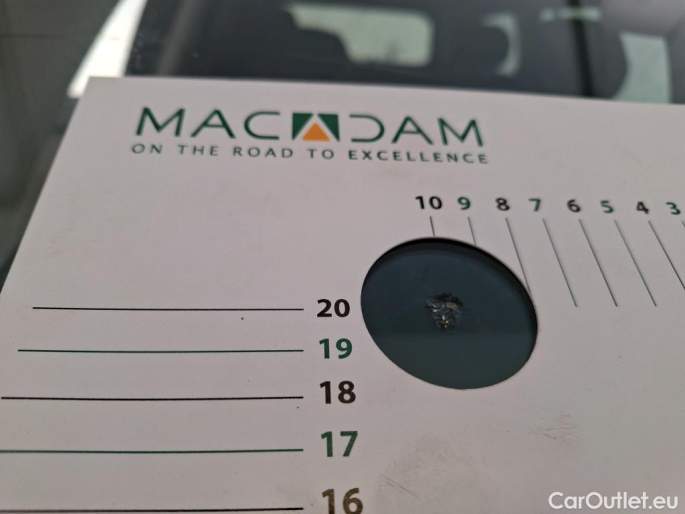 MACADAM
ON THE ROAD TO EXCELLENCE
10 9 8 7 6 5 4 3
20
19
18
17
16
CarOutlet.eu